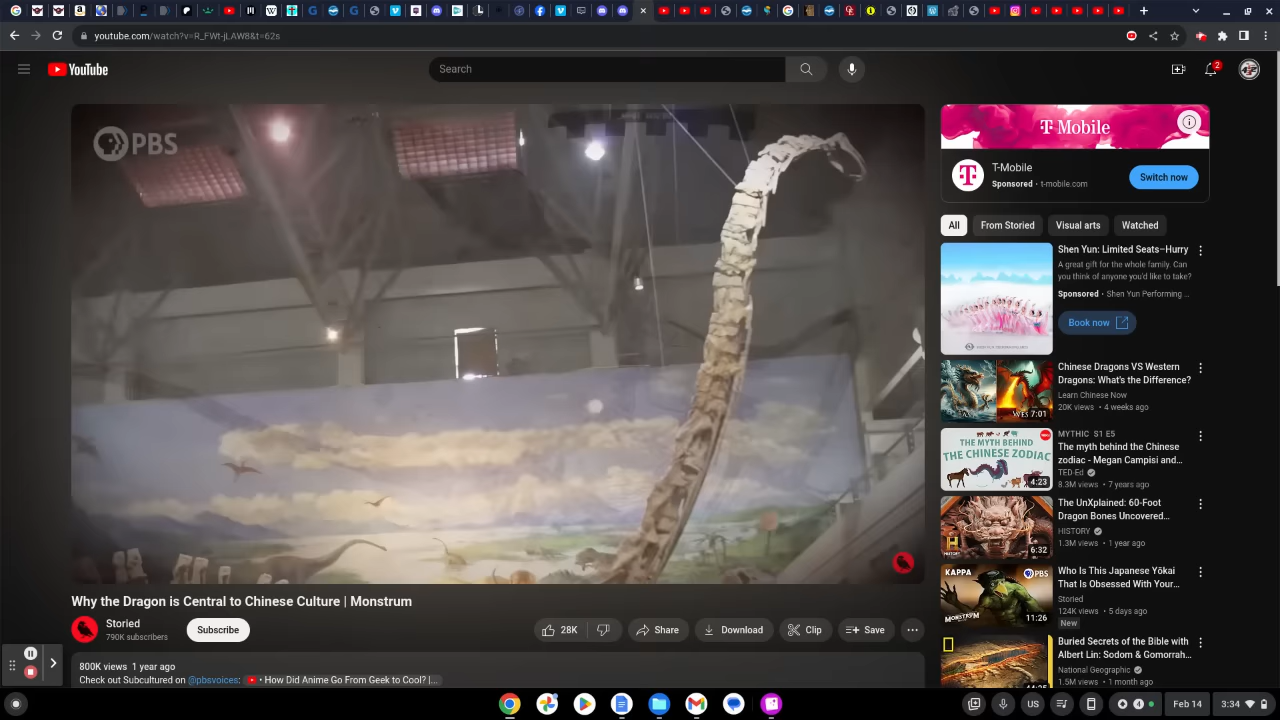 youtube.com/watch?v=R_FWt-jLAW8&t=62s
YouTube
Search
2
PBS
T Mobile
T-Mobile
Sponsored · t-mobile.com
Switch now
All
From Storied
Visual arts
Watched
Shen Yun: Limited Seats–Hurry
A great gift for the whole family. Can
you think of anyone you'd like to take?
Sponsored · Shen Yun Performing ...
Book now
Chinese Dragons VS Western
Dragons: What's the Difference?
Learn Chinese Now
20K views • 4 weeks ago
7:01
THE MYTH BEHIND
THE CHINESE ZODIAC
4:23
MYTHIC S1 E5
The myth behind the Chinese
zodiac - Megan Campisi and...
TED-Ed
8.3M views • 7 years ago
HISTORY
6:32
The UnXplained: 60-Foot
Dragon Bones Uncovered...
HISTORY
1.3M views • 1 year ago
KAPPA
PBS
MONSTRUM
11:26
Who Is This Japanese Yōkai
That Is Obsessed With Your...
Storied
124K views • 5 days ago
New
Buried Secrets of the Bible with
Albert Lin: Sodom & Gomorrah...
National Geographic
1.5M views • 1 month ago
Why the Dragon is Central to Chinese Culture | Monstrum
Storied
790K subscribers
Subscribe
28K
Share
Download
Clip
Save
800K views 1 year ago
Check out Subcultured on @pbsvoices: • How Did Anime Go From Geek to Cool? |...
US
4
Feb 14
3:34